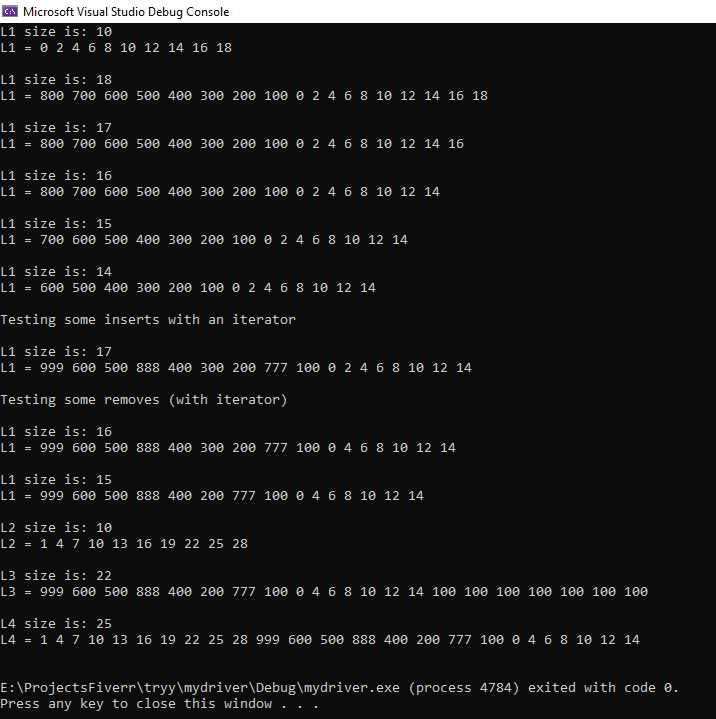 C:\ Microsoft Visual Studio Debug Console
L1 size is: 10
L1 = 0 2 4 6 8 10 12 14 16 18
L1 size is: 18
L1 = 800 700 600 500 400 300 200 100 0 2 4 6 8 10 12 14 16 18
L1 size is: 17
L1 = 800 700 600 500 400 300 200 100 0 2 4 6 8 10 12 14 16
L1 size is: 16
L1 = 800 700 600 500 400 300 200 100 0 2 4 6 8 10 12 14
L1 size is: 15
L1 = 700 600 500 400 300 200 100 0 2 4 6 8 10 12 14
L1 size is: 14
L1 = 600 500 400 300 200 100 0 2 4 6 8 10 12 14
Testing some inserts with an iterator
L1 size is: 17
L1 = 999 600 500 888 400 300 200 777 100 0 2 4 6 8 10 12 14
Testing some removes (with iterator)
L1 size is: 16
L1 = 999 600 500 888 400 300 200 777 100 0 4 6 8 10 12 14
L1 size is: 15
L1 = 999 600 500 888 400 200 777 100 0 4 6 8 10 12 14
L2 size is: 10
L2 = 1 4 7 10 13 16 19 22 25 28
L3 size is: 22
L3 = 999 600 500 888 400 200 777 100 0 4 6 8 10 12 14 100 100 100 100 100 100 100
L4 size is: 25
L4 = 1 4 7 10 13 16 19 22 25 28 999 600 500 888 400 200 777 100 0 4 6 8 10 12 14
E:\ProjectsFiverr\tryy\mydriver\Debug\mydriver.exe (process 4784) exited with code 0.
Press any key to close this window . . .